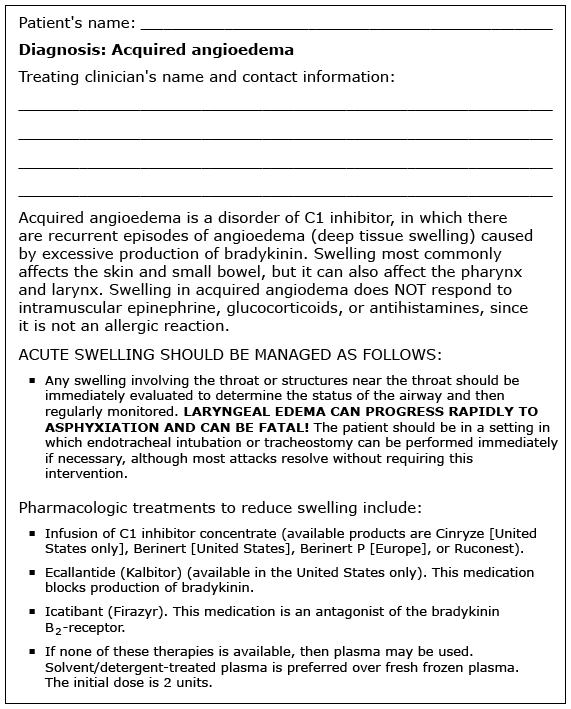 Patient's name: ___________________________________________________
Diagnosis: Acquired angioedema
Treating clinician's name and contact information:
Acquired angioedema is a disorder of C1 inhibitor, in which there
are recurrent episodes of angioedema (deep tissue swelling) caused
by excessive production of bradykinin. Swelling most commonly
affects the skin and small bowel, but it can also affect the pharynx
and larynx. Swelling in acquired angiodema does NOT respond to
intramuscular epinephrine, glucocorticoids, or antihistamines, since
it is not an allergic reaction.
ACUTE SWELLING SHOULD BE MANAGED AS FOLLOWS:
▪ Any swelling involving the throat or structures near the throat should be
immediately evaluated to determine the status of the airway and then
regularly monitored. LARYNGEAL EDEMA CAN PROGRESS RAPIDLY TO
ASPHYXIATION AND CAN BE FATAL! The patient should be in a setting in
which endotracheal intubation or tracheostomy can be performed immediately
if necessary, although most attacks resolve without requiring this
intervention.
Pharmacologic treatments to reduce swelling include:
▪ Infusion of C1 inhibitor concentrate (available products are Cinryze [United
States only], Berinert [United States], Berinert P [Europe], or Ruconest).
▪ Ecallantide (Kalbitor) (available in the United States only). This medication
blocks production of bradykinin.
▪ Icatibant (Firazyr). This medication is an antagonist of the bradykinin
B₂-receptor.
▪ If none of these therapies is available, then plasma may be used.
Solvent/detergent-treated plasma is preferred over fresh frozen plasma.
The initial dose is 2 units.